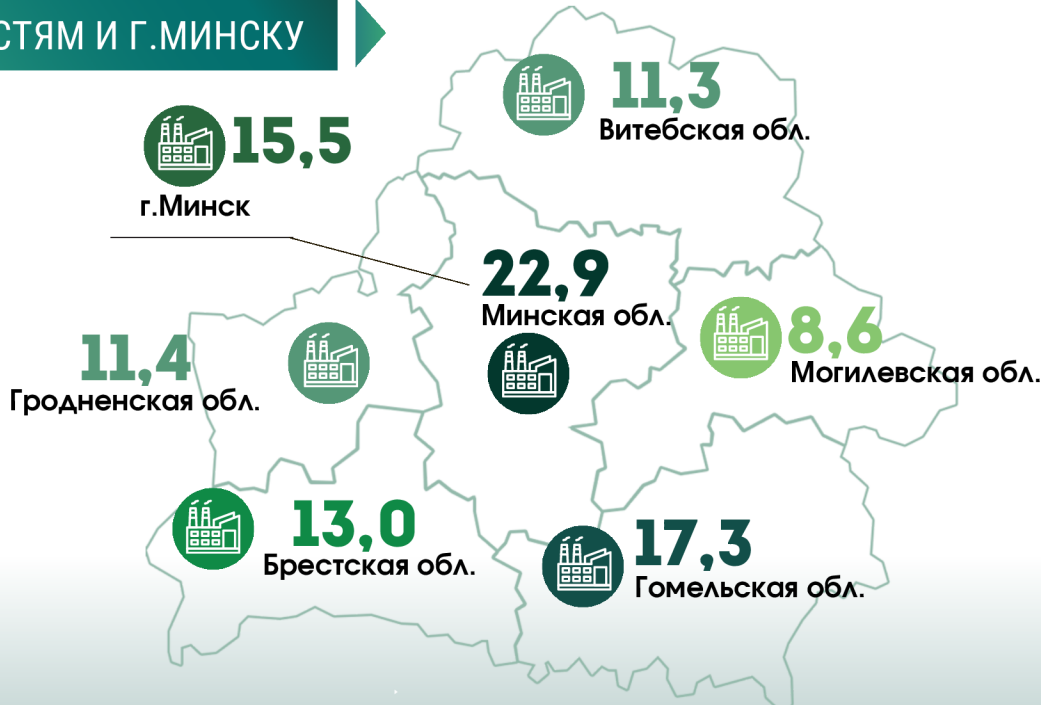 СТЯМ И Г.МИНСКУ
11,3
Витебская обл.
15,5
г.Минск
22,9
Минская обл.
8,6
Могилевская обл.
11,4
Гродненская обл.
13,0
Брестская обл.
17,3
Гомельская обл.